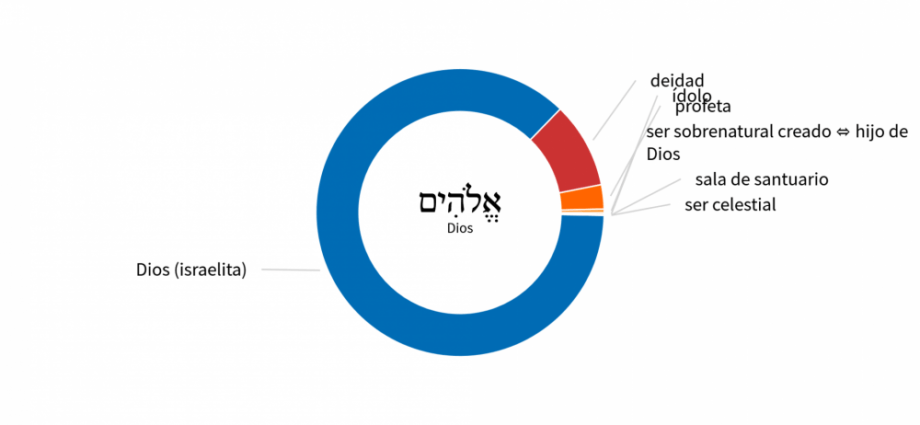 deidad
ídolo
profeta
ser sobrenatural creado ⇔ hijo de
Dios
sala de santuario
ser celestial
אֱלֹהִים
Dios
Dios (israelita)